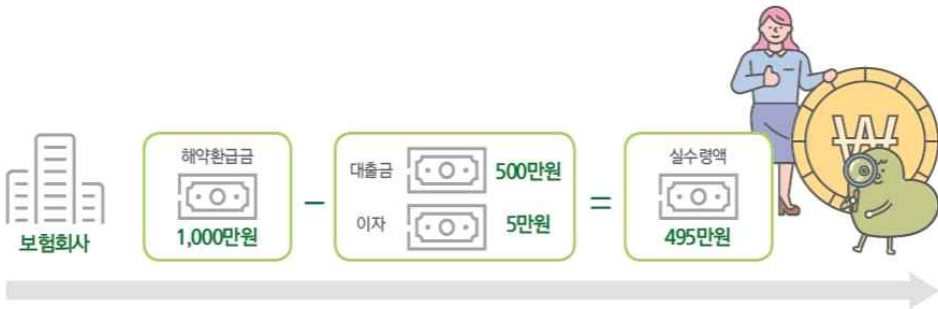 보험회사
해약환급금
1,000만원
−
대출금 500만원
이자 5만원
=
실수령액
495만원
₩